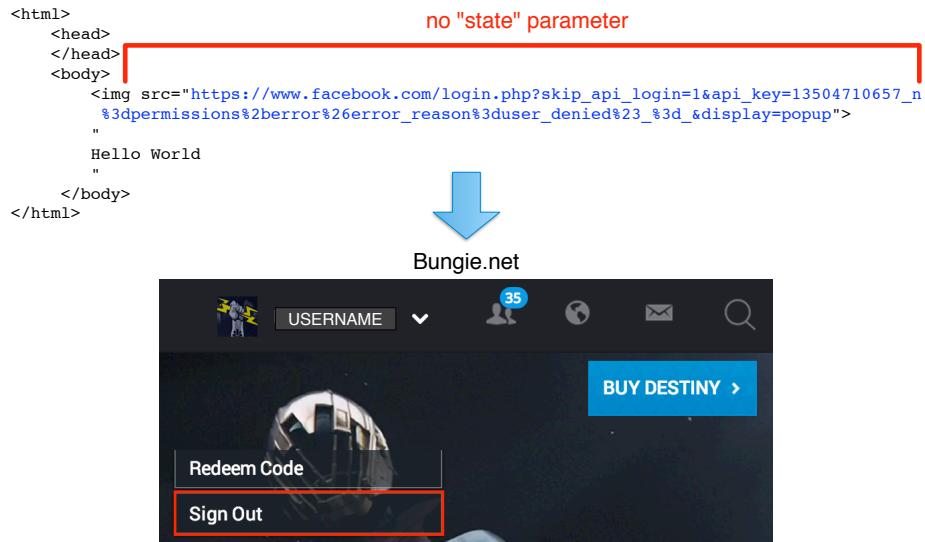 <html>
no "state" parameter
<head>
</head>
<body>
<img src="https://www.facebook.com/login.php?skip_api_login=1&api_key=13504710657_n
%3dpermissions%2berror%26error_reason%3duser_denied%23_%3d_&display=popup">
"
Hello World
"
</body>
</html>
Bungie.net
USERNAME
35
BUY DESTINY >
Redeem Code
Sign Out